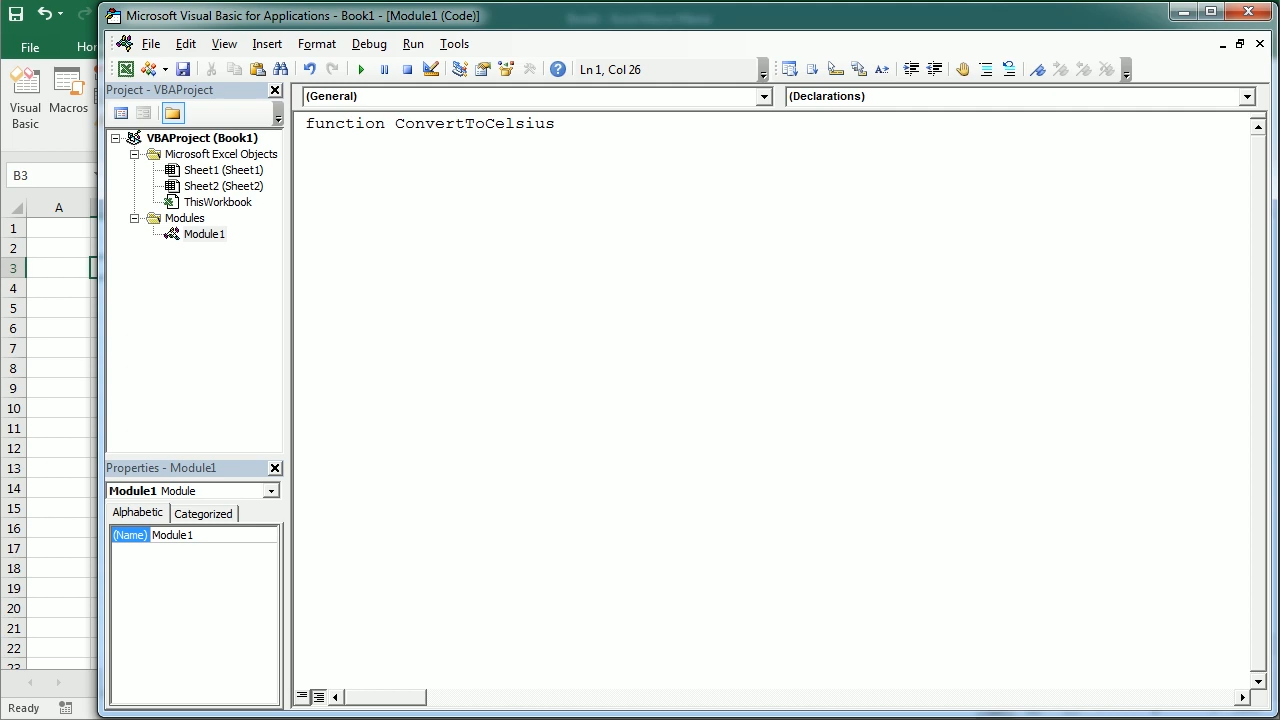 Microsoft Visual Basic for Applications - Book1 - [Module1 (Code)]
File
Hor
Visual
Basic
Macros
B3
A
1
2
3
4
5
6
7
8
9
10
11
12
13
14
15
16
17
18
19
20
21
22
23
Ready
File Edit View Insert Format Debug Run Tools
Ln 1, Col 26
Project - VBAProject
VBAProject (Book1)
Microsoft Excel Objects
Sheet1 (Sheet1)
Sheet2 (Sheet2)
ThisWorkbook
Modules
Module1
Properties - Module1
Module1 Module
Alphabetic Categorized
(Name) Module1
(General) (Declarations)
function ConvertToCelsius